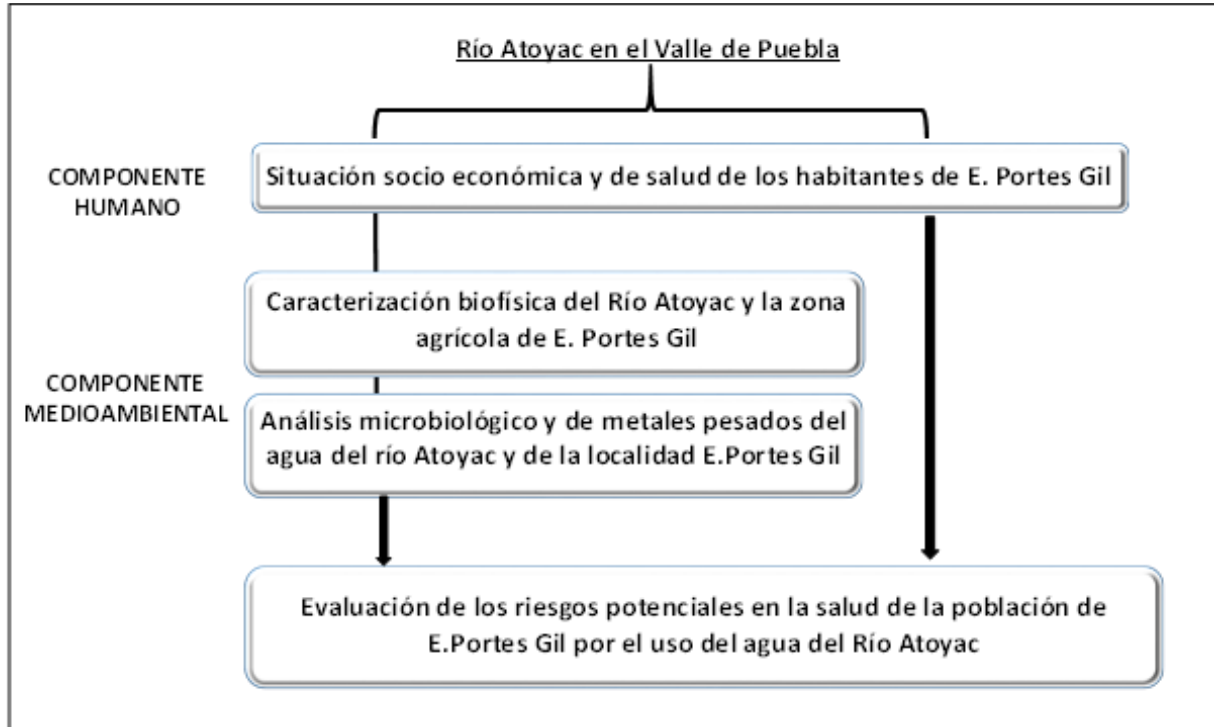 Río Atoyac en el Valle de Puebla
COMPONENTE
HUMANO
Situación socio económica y de salud de los habitantes de E. Portes Gil
Caracterización biofísica del Río Atoyac y la zona
agrícola de E. Portes Gil
COMPONENTE
MEDIOAMBIENTAL
Análisis microbiológico y de metales pesados del
agua del río Atoyac y de la localidad E.Portes Gil
Evaluación de los riesgos potenciales en la salud de la población de
E.Portes Gil por el uso del agua del Río Atoyac